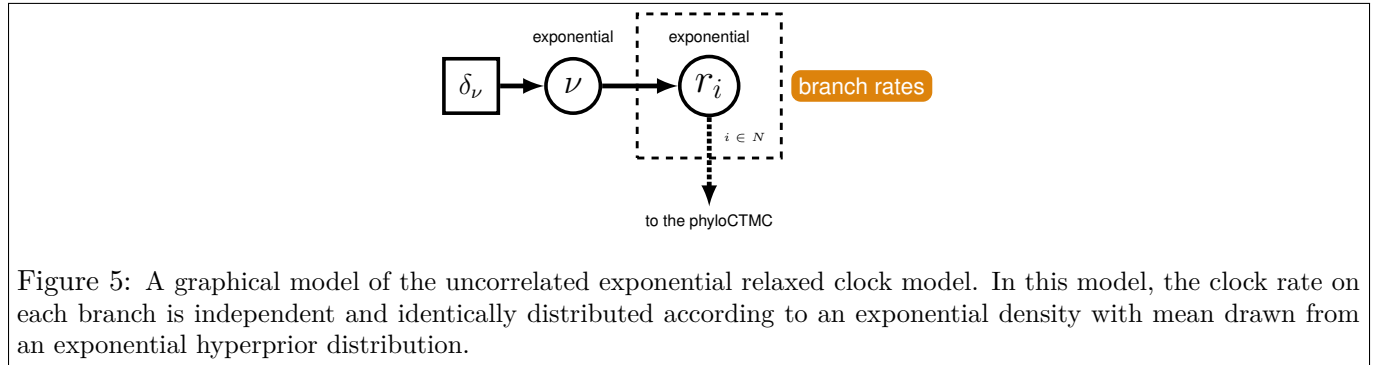 exponential exponential
δ_ν ν r_i branch rates
i ∈ N
to the phyloCTMC
Figure 5: A graphical model of the uncorrelated exponential relaxed clock model. In this model, the clock rate on
each branch is independent and identically distributed according to an exponential density with mean drawn from
an exponential hyperprior distribution.